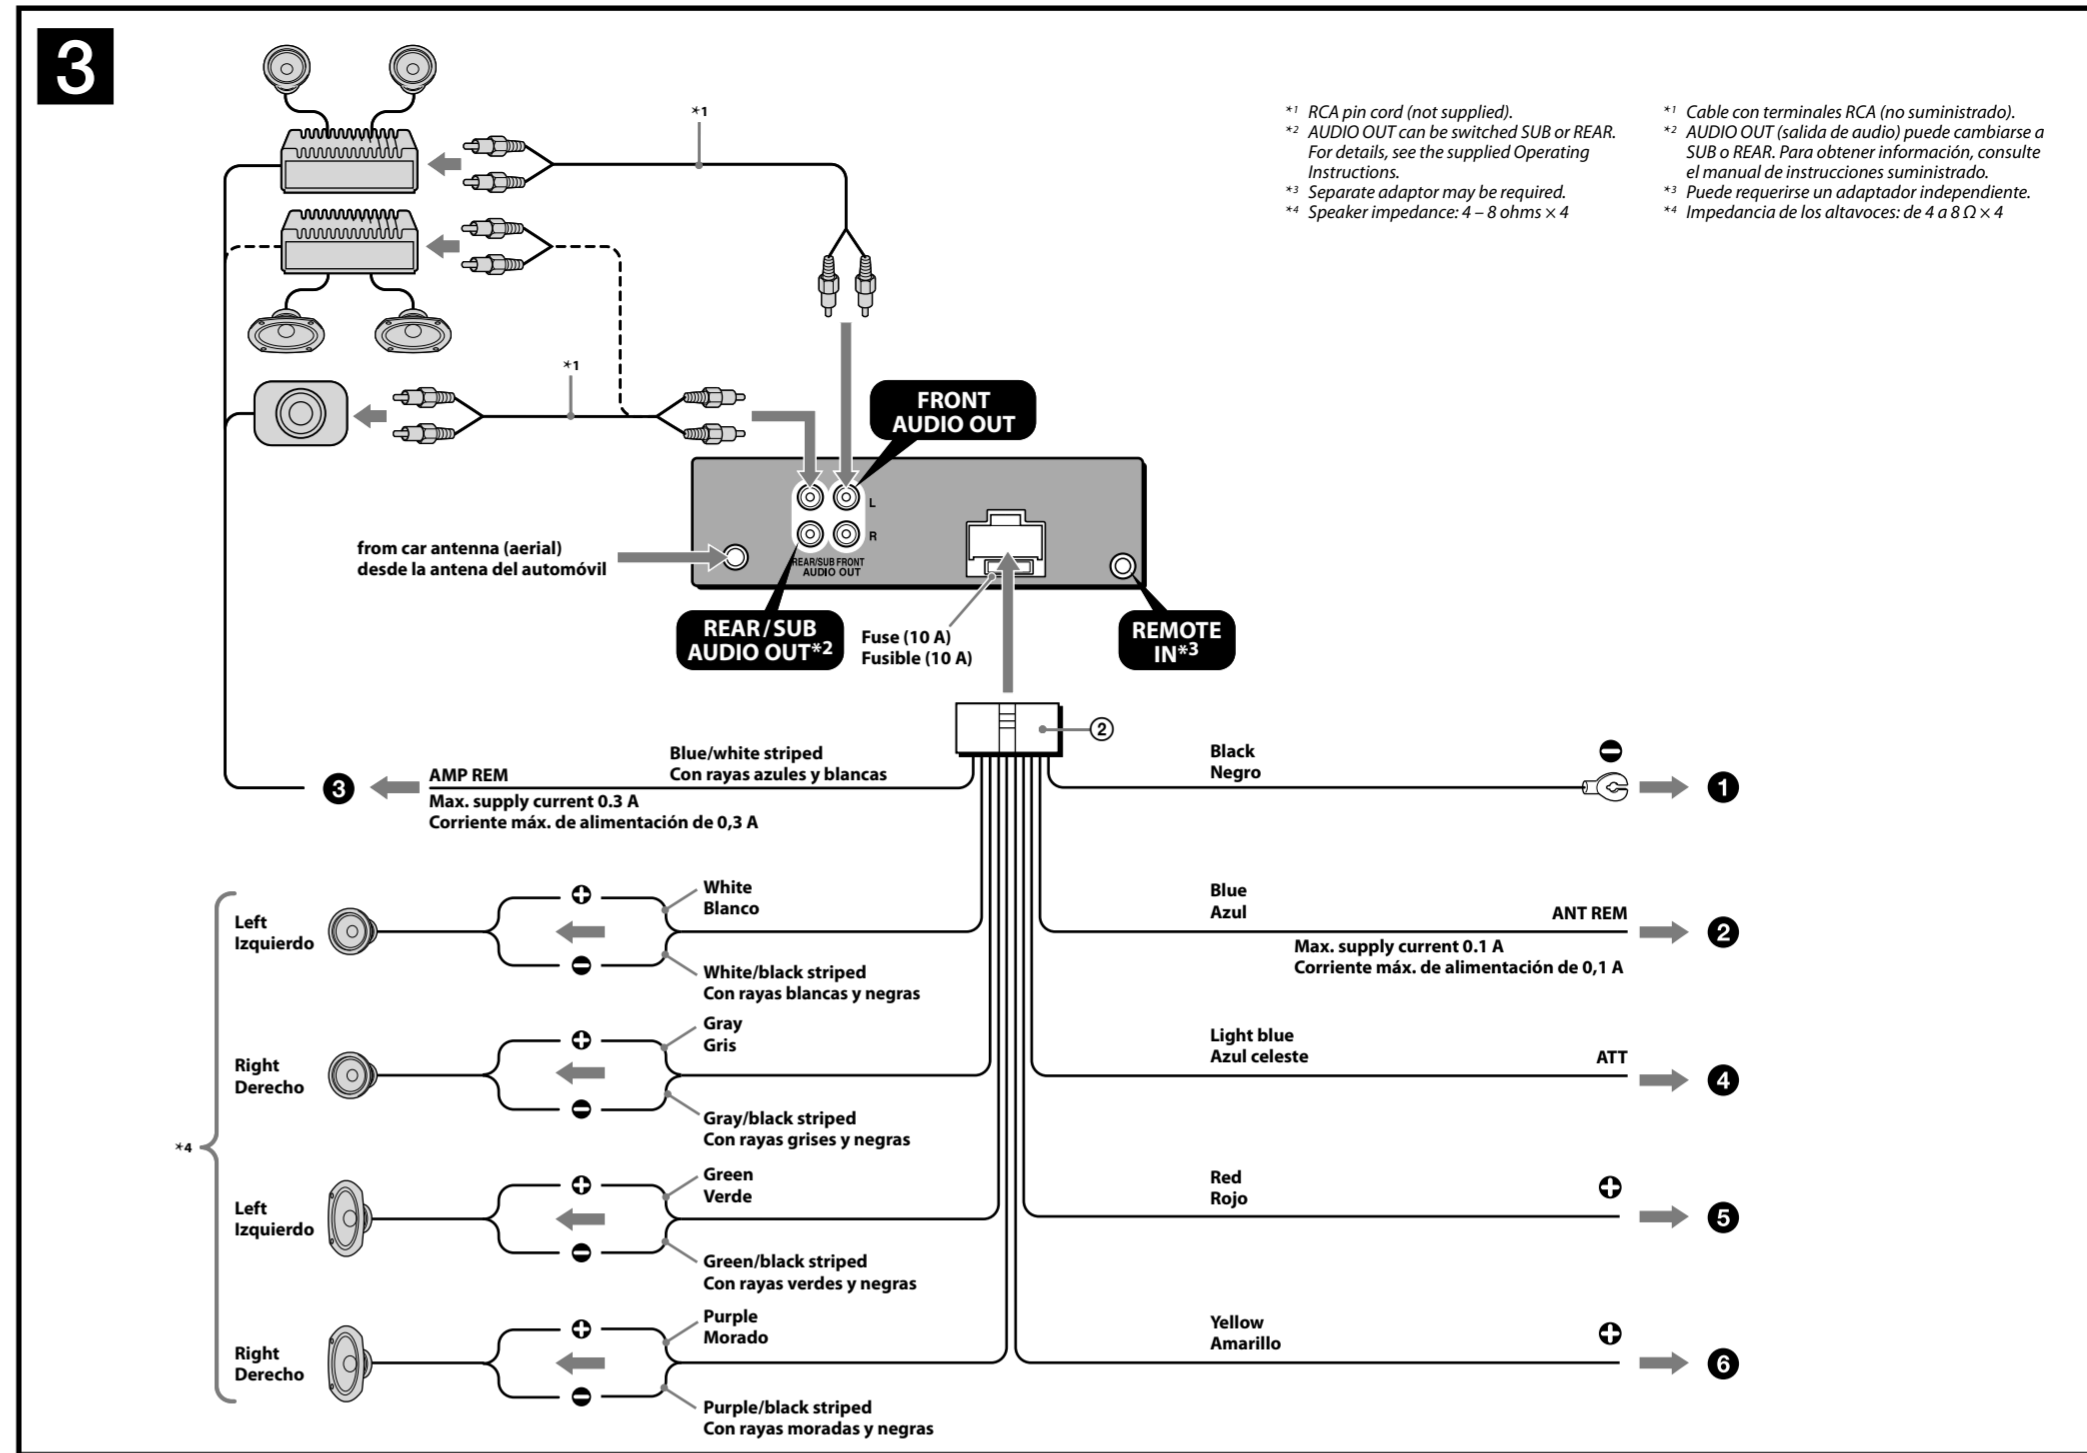 3
*1 RCA pin cord (not supplied).
*2 AUDIO OUT can be switched SUB or REAR.
For details, see the supplied Operating
Instructions.
*3 Separate adaptor may be required.
*4 Speaker impedance: 4 – 8 ohms × 4
*1 Cable con terminales RCA (no suministrado).
*2 AUDIO OUT (salida de audio) puede cambiarse a
SUB o REAR. Para obtener información, consulte
el manual de instrucciones suministrado.
*3 Puede requerirse un adaptador independiente.
*4 Impedancia de los altavoces: de 4 a 8 Ω × 4
*1
*1
FRONT
AUDIO OUT
L
R
REAR/SUB FRONT
AUDIO OUT
from car antenna (aerial)
desde la antena del automóvil
REAR/SUB
AUDIO OUT*2
Fuse (10 A)
Fusible (10 A)
REMOTE
IN*3
②
Blue/white striped
Con rayas azules y blancas
❸
AMP REM
Max. supply current 0.3 A
Corriente máx. de alimentación de 0,3 A
Black
Negro
⊖
❶
*4
Left
Izquierdo
⊕
⊖
White
Blanco
White/black striped
Con rayas blancas y negras
Blue
Azul
ANT REM
❷
Max. supply current 0.1 A
Corriente máx. de alimentación de 0,1 A
Right
Derecho
⊕
⊖
Gray
Gris
Gray/black striped
Con rayas grises y negras
Light blue
Azul celeste
ATT
❹
Left
Izquierdo
⊕
⊖
Green
Verde
Green/black striped
Con rayas verdes y negras
Red
Rojo
⊕
❺
Right
Derecho
⊕
⊖
Purple
Morado
Purple/black striped
Con rayas moradas y negras
Yellow
Amarillo
⊕
❻